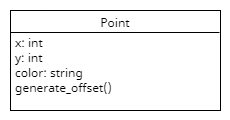 Point
x: int
y: int
color: string
generate_offset()